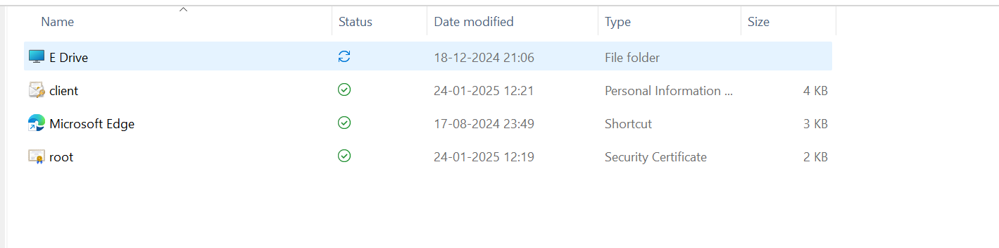 Name Status Date modified Type Size
E Drive 18-12-2024 21:06 File folder
client 24-01-2025 12:21 Personal Information ... 4 KB
Microsoft Edge 17-08-2024 23:49 Shortcut 3 KB
root 24-01-2025 12:19 Security Certificate 2 KB